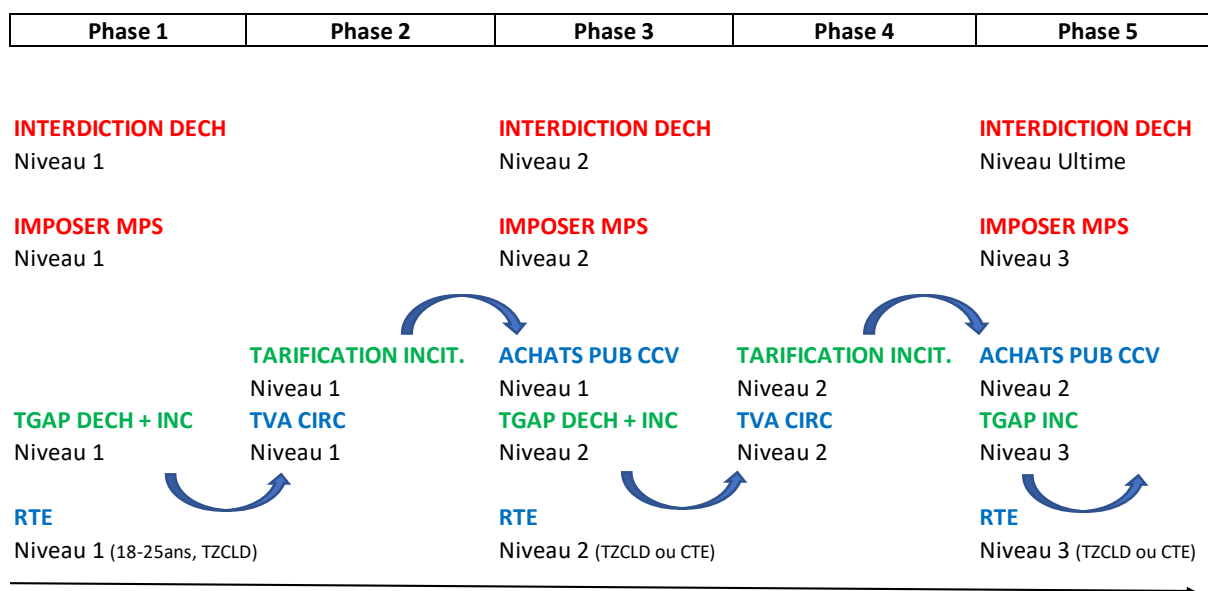 Phase 1 Phase 2 Phase 3 Phase 4 Phase 5
INTERDICTION DECH INTERDICTION DECH INTERDICTION DECH
Niveau 1 Niveau 2 Niveau Ultime
IMPOSER MPS IMPOSER MPS IMPOSER MPS
Niveau 1 Niveau 2 Niveau 3
TARIFICATION INCIT. ACHATS PUB CCV TARIFICATION INCIT. ACHATS PUB CCV
Niveau 1 Niveau 1 Niveau 2 Niveau 2
TGAP DECH + INC TVA CIRC TGAP DECH + INC TVA CIRC TGAP INC
Niveau 1 Niveau 1 Niveau 2 Niveau 2 Niveau 3
RTE RTE RTE
Niveau 1 (18-25ans, TZCLD) Niveau 2 (TZCLD ou CTE) Niveau 3 (TZCLD ou CTE)